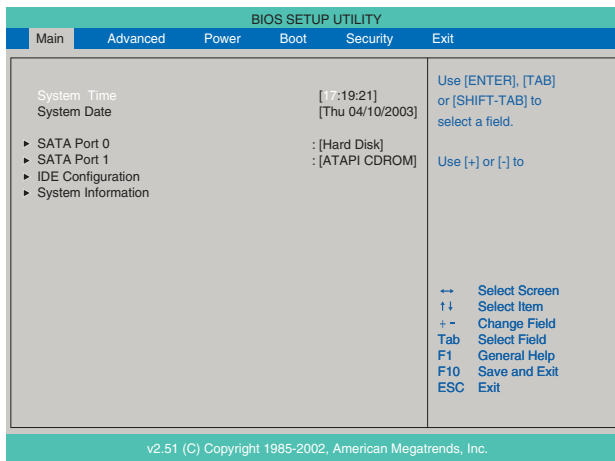 BIOS SETUP UTILITY
Main Advanced Power Boot Security Exit
System Time [17:19:21]
System Date [Thu 04/10/2003]
SATA Port 0 : [Hard Disk]
SATA Port 1 : [ATAPI CDROM]
IDE Configuration
System Information
Use [ENTER], [TAB]
or [SHIFT-TAB] to
select a field.
Use [+] or [-] to
↔ Select Screen
↑↓ Select Item
+ - Change Field
Tab Select Field
F1 General Help
F10 Save and Exit
ESC Exit
v2.51 (C) Copyright 1985-2002, American Megatrends, Inc.